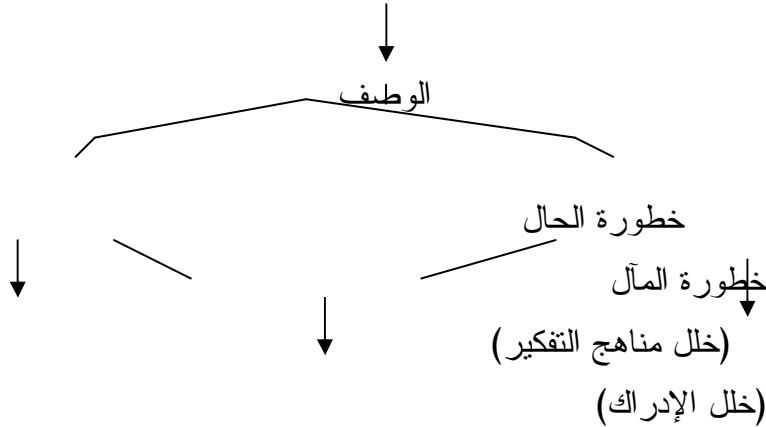 الوصف
خطورة الحال
خطورة المآل
(خلل مناهج التفكير)
(خلل الإدراك)